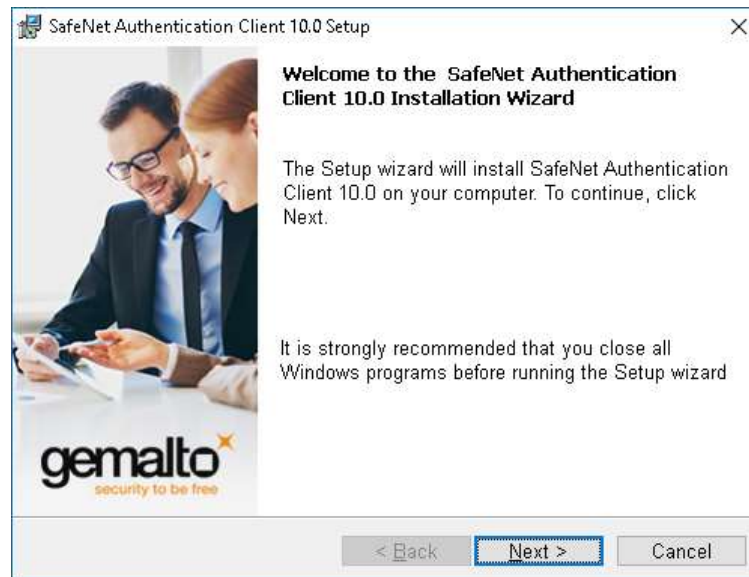 SafeNet Authentication Client 10.0 Setup
Welcome to the SafeNet Authentication
Client 10.0 Installation Wizard
The Setup wizard will install SafeNet Authentication
Client 10.0 on your computer. To continue, click
Next.
It is strongly recommended that you close all
Windows programs before running the Setup wizard
gemalto
security to be free
< Back Next > Cancel